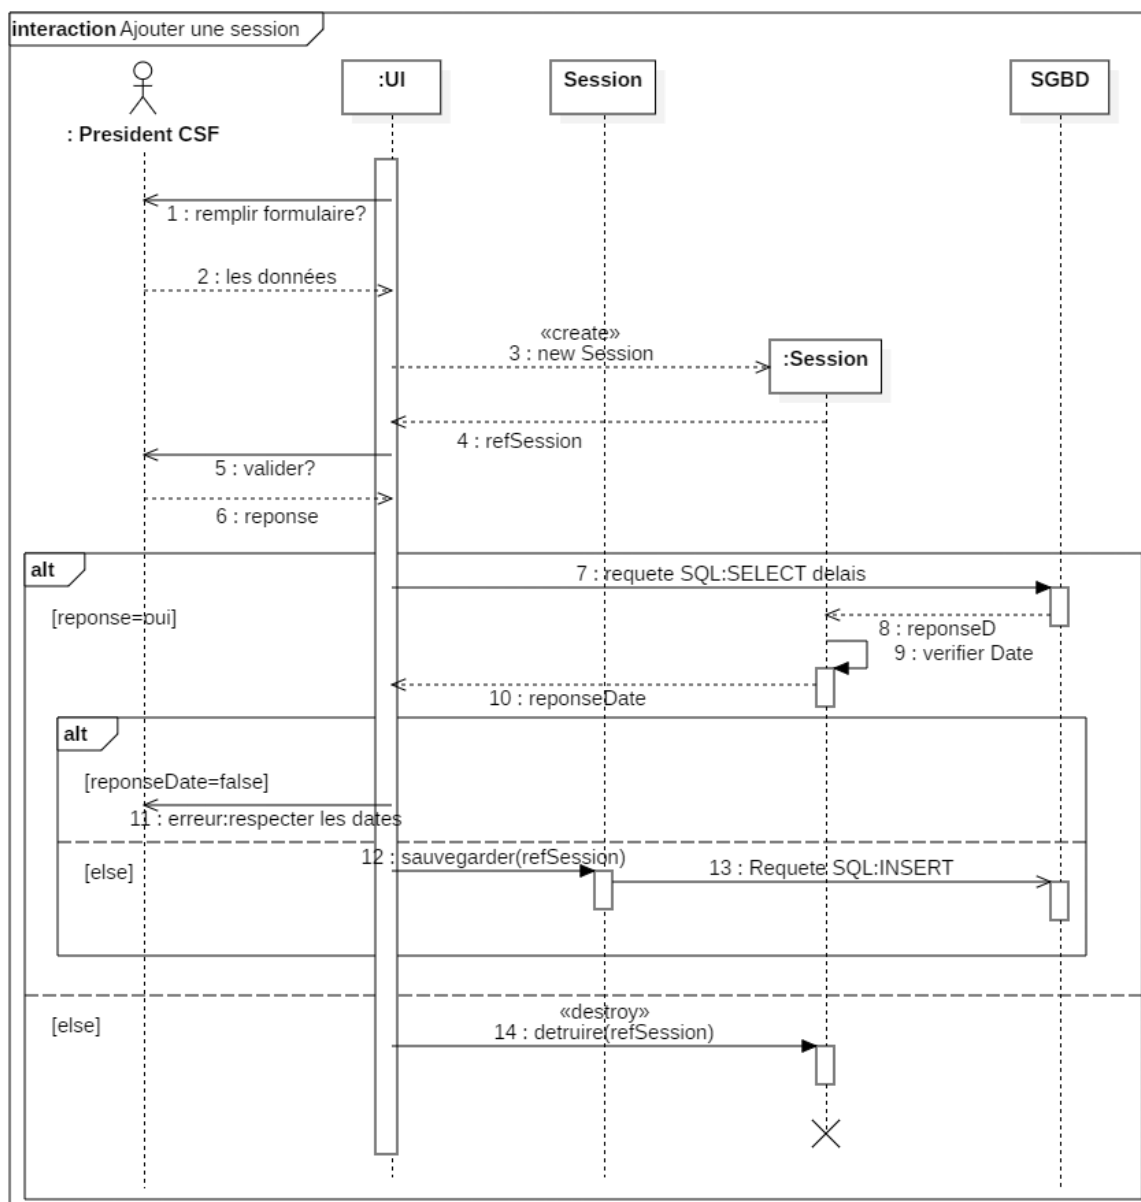 interaction Ajouter une session
: President CSF
:UI
Session
SGBD
1 : remplir formulaire?
2 : les données
«create»
3 : new Session
:Session
4 : refSession
5 : valider?
6 : reponse
alt
7 : requete SQL:SELECT delais
[reponse=oui]
8 : reponseD
9 : verifier Date
10 : reponseDate
alt
[reponseDate=false]
11 : erreur:respecter les dates
12 : sauvegarder(refSession)
[else]
13 : Requete SQL:INSERT
«destroy»
[else]
14 : detruire(refSession)